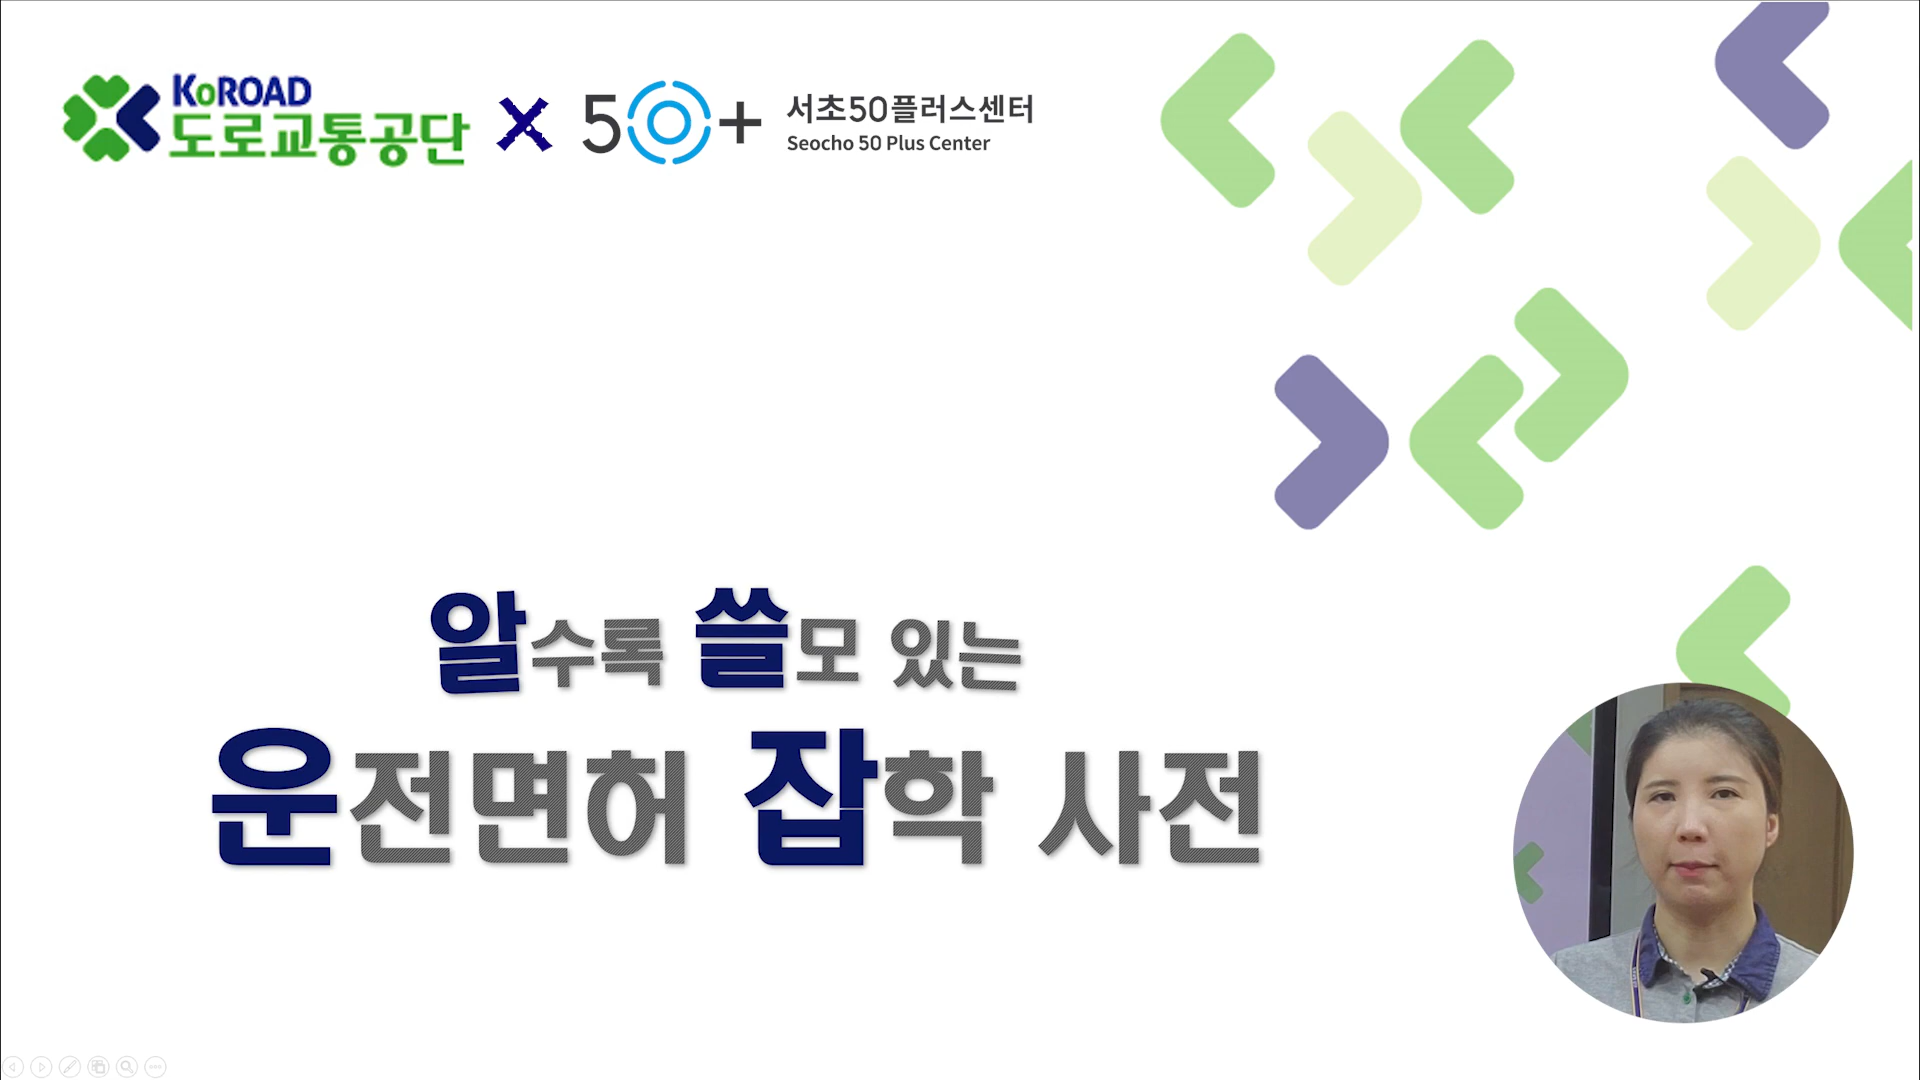 KoROAD
도로교통공단
50+
서초50플러스센터
Seocho 50 Plus Center
알수록 쓸모 있는
운전면허 잡학 사전